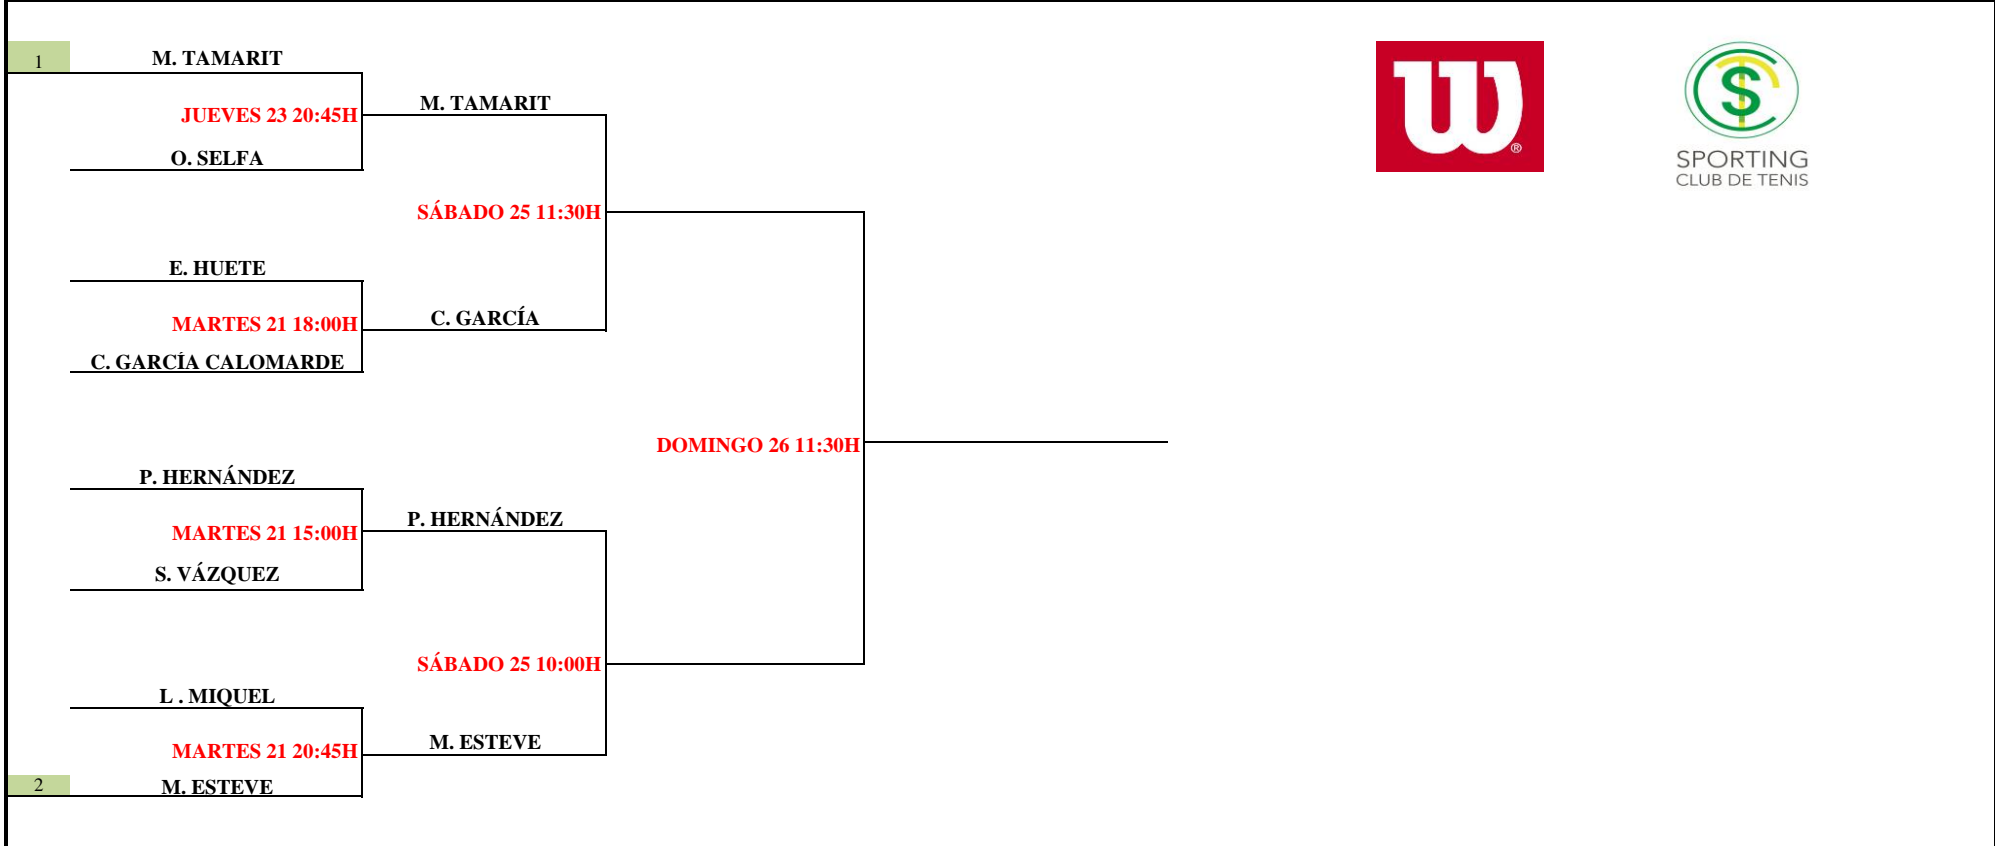 1
M. TAMARIT
JUEVES 23 20:45H
O. SELFA
M. TAMARIT
SÁBADO 25 11:30H
E. HUETE
MARTES 21 18:00H
C. GARCÍA CALOMARDE
C. GARCÍA
DOMINGO 26 11:30H
P. HERNÁNDEZ
MARTES 21 15:00H
S. VÁZQUEZ
P. HERNÁNDEZ
SÁBADO 25 10:00H
L . MIQUEL
MARTES 21 20:45H
2
M. ESTEVE
M. ESTEVE
W
®
SPORTING
CLUB DE TENIS